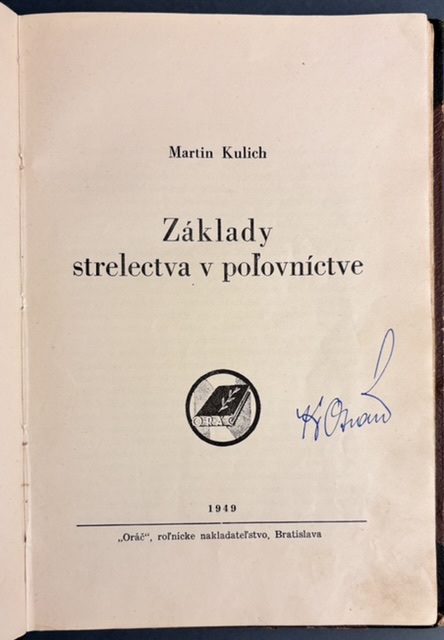 Martin Kulich
Základy
strelectva v poľovníctve
ORÁČ
1949
„Oráč“, roľnícke nakladateľstvo, Bratislava